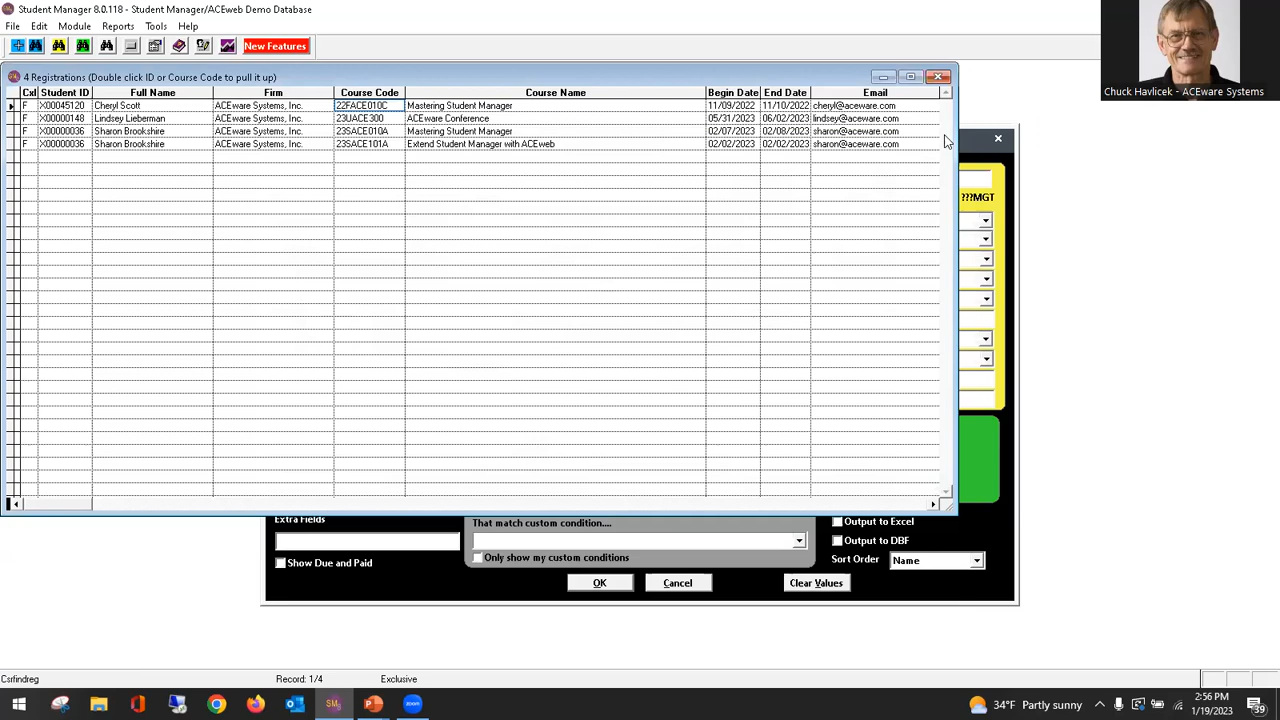 Student Manager 8.0.118 - Student Manager/ACEweb Demo Database
File Edit Module Reports Tools Help
New Features
Chuck Havlicek - ACEware Systems
4 Registrations (Double click ID or Course Code to pull it up)
Cxl Student ID Full Name Firm Course Code Course Name Begin Date End Date Email
F X00045120 Cheryl Scott ACEware Systems, Inc. 22FACE010C Mastering Student Manager 11/09/2022 11/10/2022 cheryl@aceware.com
F X00000148 Lindsey Lieberman ACEware Systems, Inc. 23UACE300 ACEware Conference 05/31/2023 06/02/2023 lindsey@aceware.com
F X00000036 Sharon Brookshire ACEware Systems, Inc. 23SACE010A Mastering Student Manager 02/07/2023 02/08/2023 sharon@aceware.com
F X00000036 Sharon Brookshire ACEware Systems, Inc. 23SACE101A Extend Student Manager with ACEweb 02/02/2023 02/02/2023 sharon@aceware.com
???MGT
Extra Fields
That match custom condition....
Output to Excel
Only show my custom conditions
Output to DBF
Show Due and Paid
Sort Order Name
OK Cancel Clear Values
Csrfindreg Record: 1/4 Exclusive
34°F Partly sunny
2:56 PM
1/19/2023
39